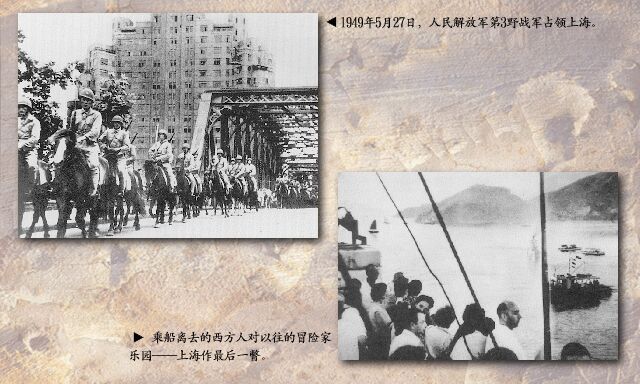 ◀ 1949年5月27日，人民解放军第3野战军占领上海。
▶ 乘船离去的西方人对以往的冒险家
乐园——上海作最后一瞥。